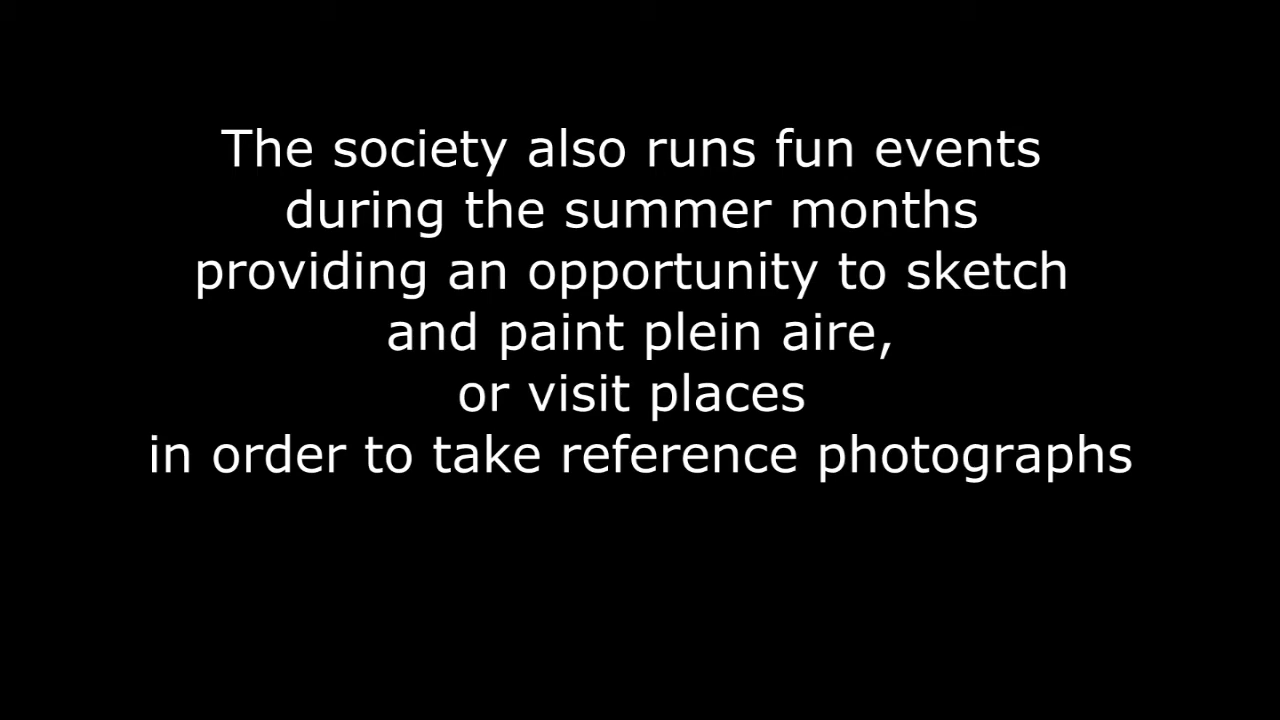 The society also runs fun events
during the summer months
providing an opportunity to sketch
and paint plein aire,
or visit places
in order to take reference photographs